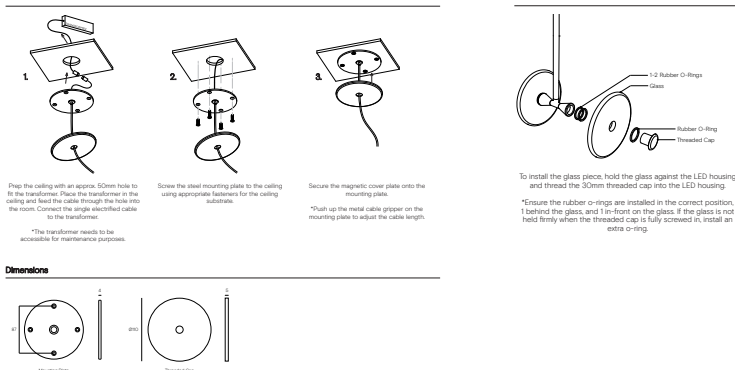 1.
2.
3.
Prep the ceiling with an approx. 50mm hole to
fit the transformer. Place the transformer in the
ceiling and feed the cable through the hole into
the room. Connect the single electrified cable
to the transformer.
*The transformer needs to be
accessible for maintenance purposes.
Screw the steel mounting plate to the ceiling
using appropriate fasteners for the ceiling
substrate.
Secure the magnetic cover plate onto the
mounting plate.
*Push up the metal cable gripper on the
mounting plate to adjust the cable length.
1-2 Rubber O-Rings
Glass
Rubber O-Ring
Threaded Cap
To install the glass piece, hold the glass against the LED housing
and thread the 30mm threaded cap into the LED housing.
*Ensure the rubber o-rings are installed in the correct position,
1 behind the glass, and 1 in-front on the glass. If the glass is not
held firmly when the threaded cap is fully screwed in, install an
extra o-ring.
Dimensions
4
67
5
Ø110